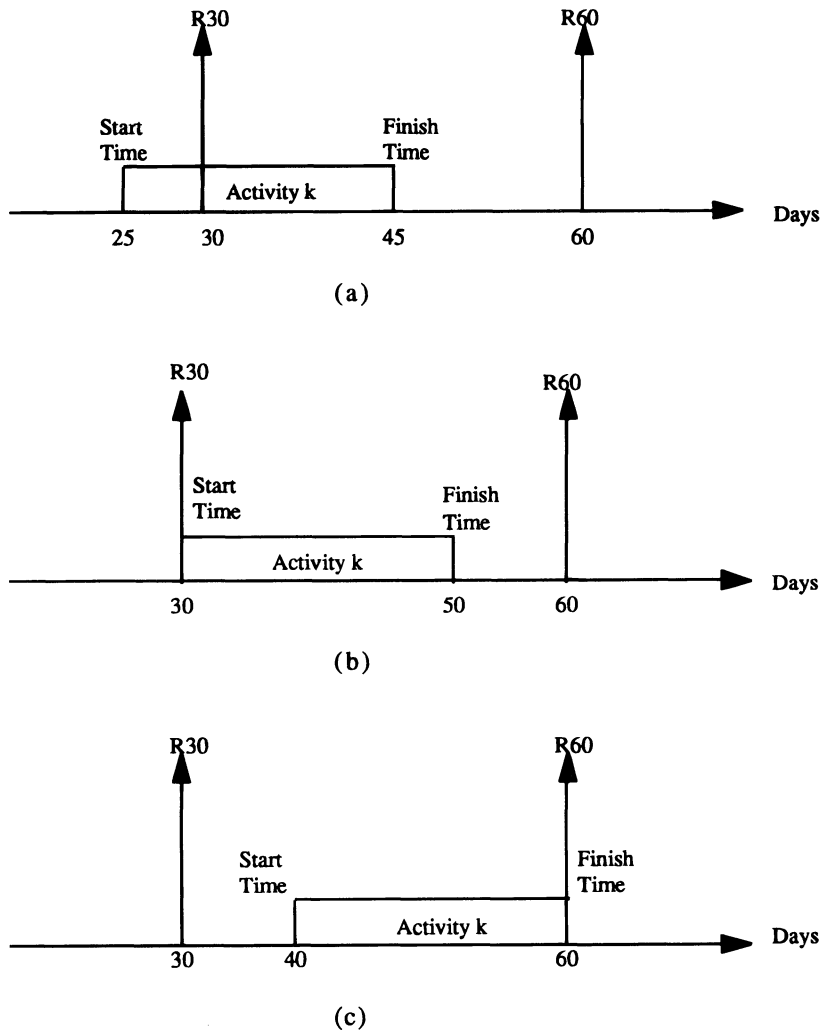 R30
R60
Start
Time
Finish
Time
Activity k
Days
25
30
45
60
(a)
R30
R60
Start
Time
Finish
Time
Activity k
Days
30
50
60
(b)
R30
R60
Start
Time
Finish
Time
Activity k
Days
30
40
60
(c)